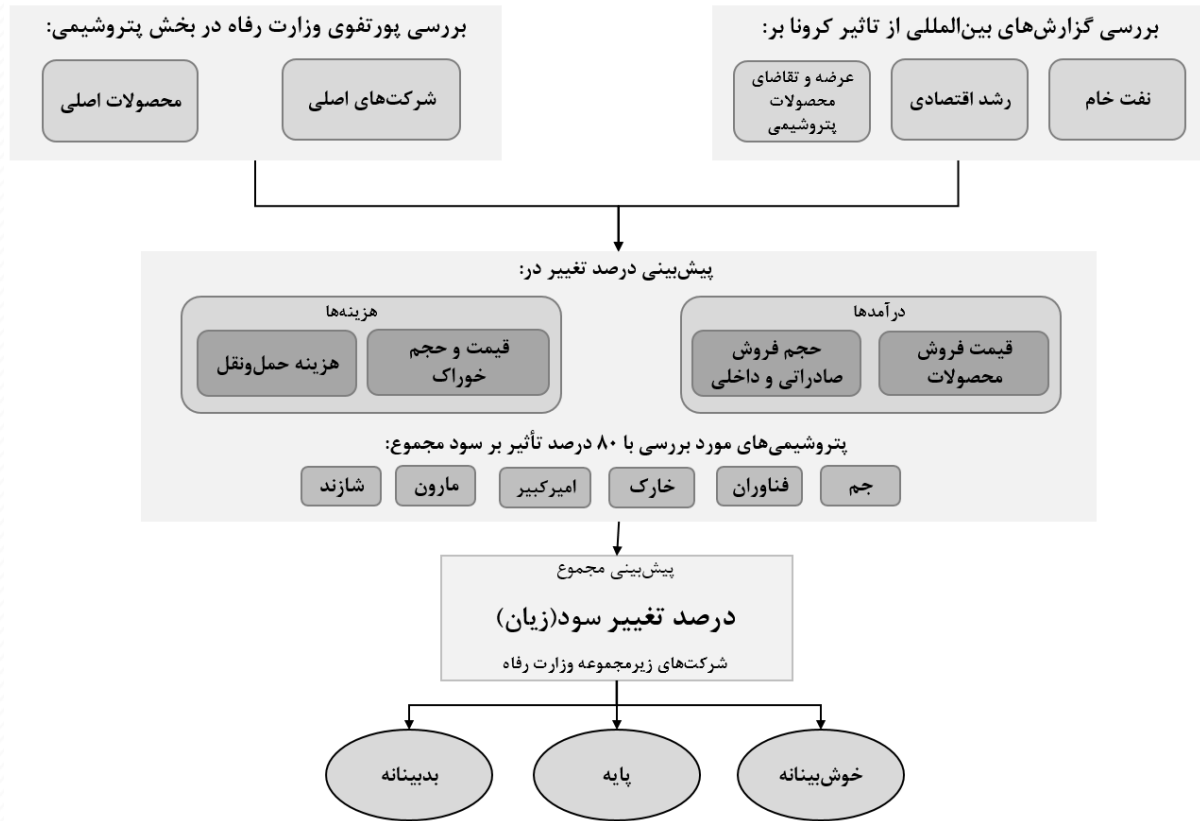 بررسی گزارش‌های بین‌المللی از تاثیر کرونا بر:
نفت خام
رشد اقتصادی
عرضه و تقاضای
محصولات
پتروشیمی
بررسی پورتفوی وزارت رفاه در بخش پتروشیمی:
شرکت‌های اصلی
محصولات اصلی
پیش‌بینی درصد تغییر در:
درآمدها
قیمت فروش
محصولات
حجم فروش
صادراتی و داخلی
هزینه‌ها
قیمت و حجم
خوراک
هزینه حمل‌ونقل
پتروشیمی‌های مورد بررسی با ۸۰ درصد تأثیر بر سود مجموع:
جم
فناوران
خارک
امیرکبیر
مارون
شازند
پیش‌بینی مجموع
درصد تغییر سود(زیان)
شرکت‌های زیرمجموعه وزارت رفاه
خوش‌بینانه
پایه
بدبینانه